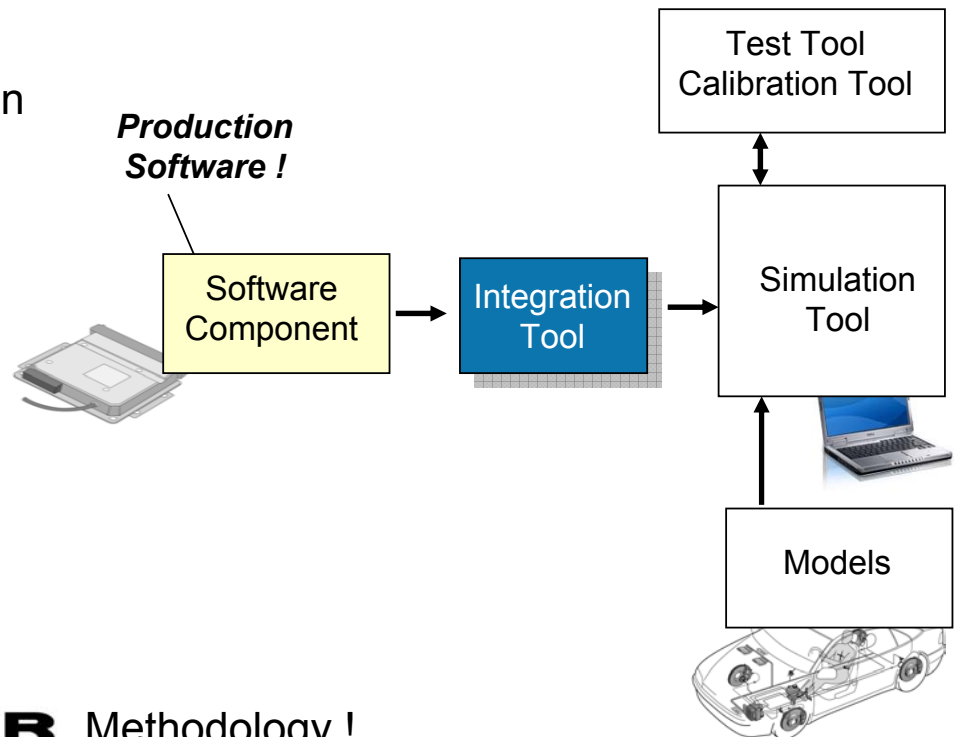 Test Tool
Calibration Tool
n
Production
Software !
Software
Component
Integration
Tool
Simulation
Tool
Models
R Methodology !